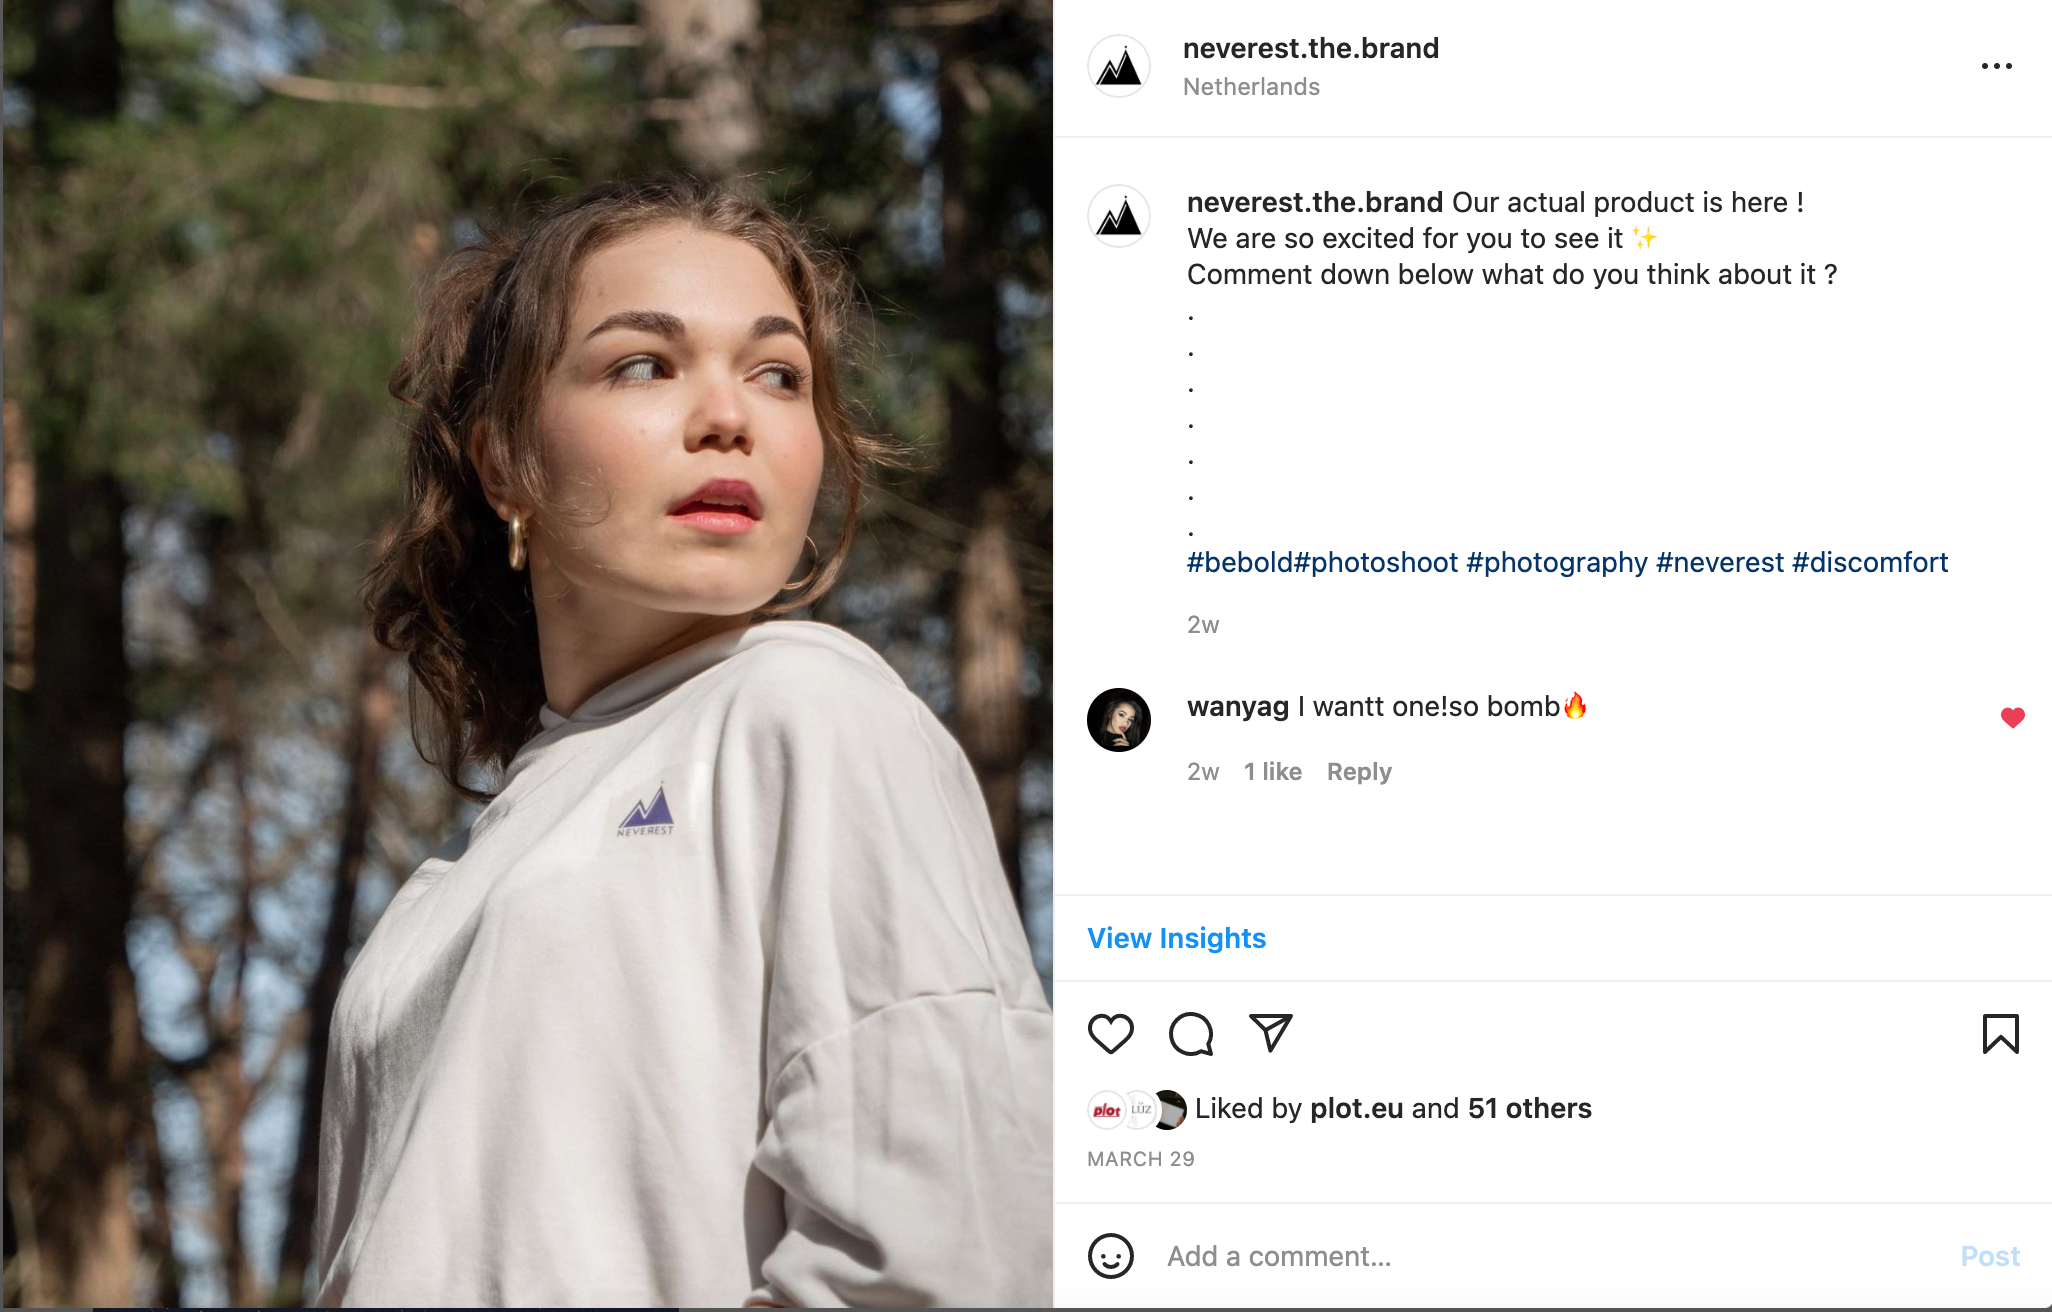 neverest.the.brand
Netherlands
neverest.the.brand Our actual product is here !
We are so excited for you to see it ✨
Comment down below what do you think about it ?
.
.
.
.
.
.
.
#bebold#photoshoot #photography #neverest #discomfort
2w
wanyag I wantt one!so bomb🔥
2w 1 like Reply
NEVEREST
View Insights
plot LÜZ Liked by plot.eu and 51 others
MARCH 29
Add a comment...
Post